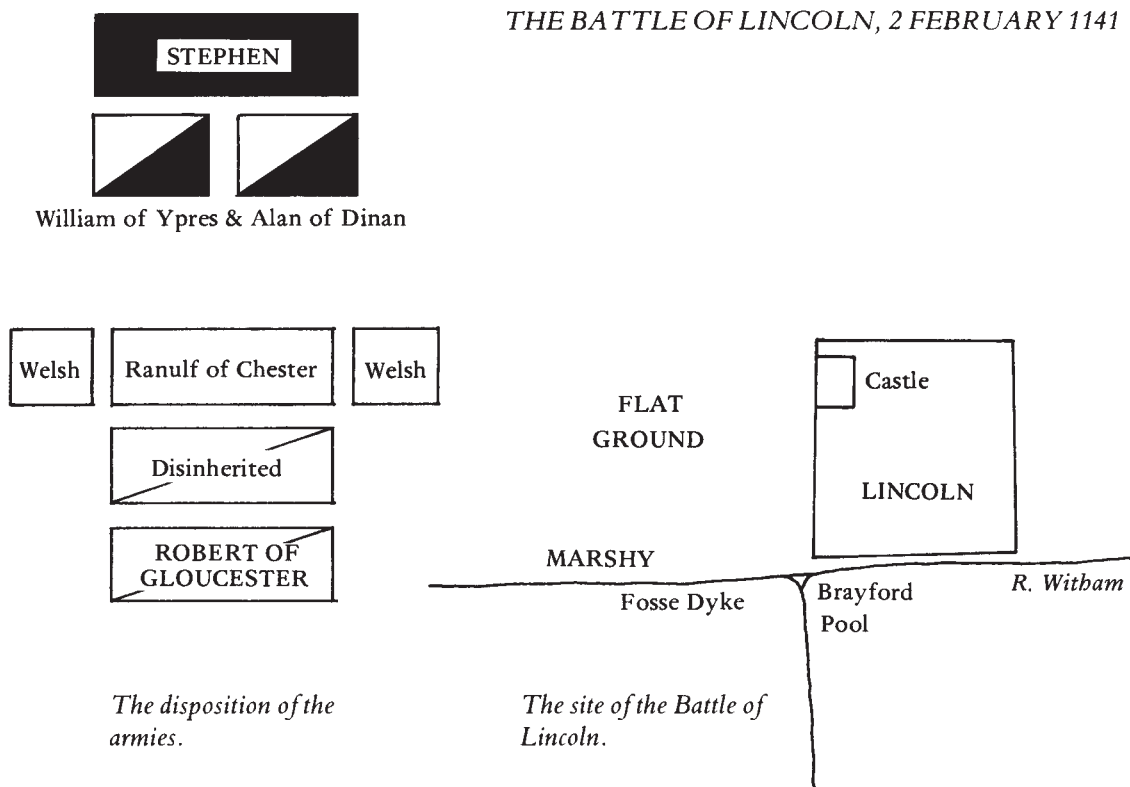 THE BATTLE OF LINCOLN, 2 FEBRUARY 1141
STEPHEN
William of Ypres & Alan of Dinan
Welsh
Ranulf of Chester
Welsh
Disinherited
ROBERT OF
GLOUCESTER
The disposition of the
armies.
FLAT
GROUND
Castle
LINCOLN
MARSHY
Fosse Dyke
Brayford
Pool
R. Witham
The site of the Battle of
Lincoln.